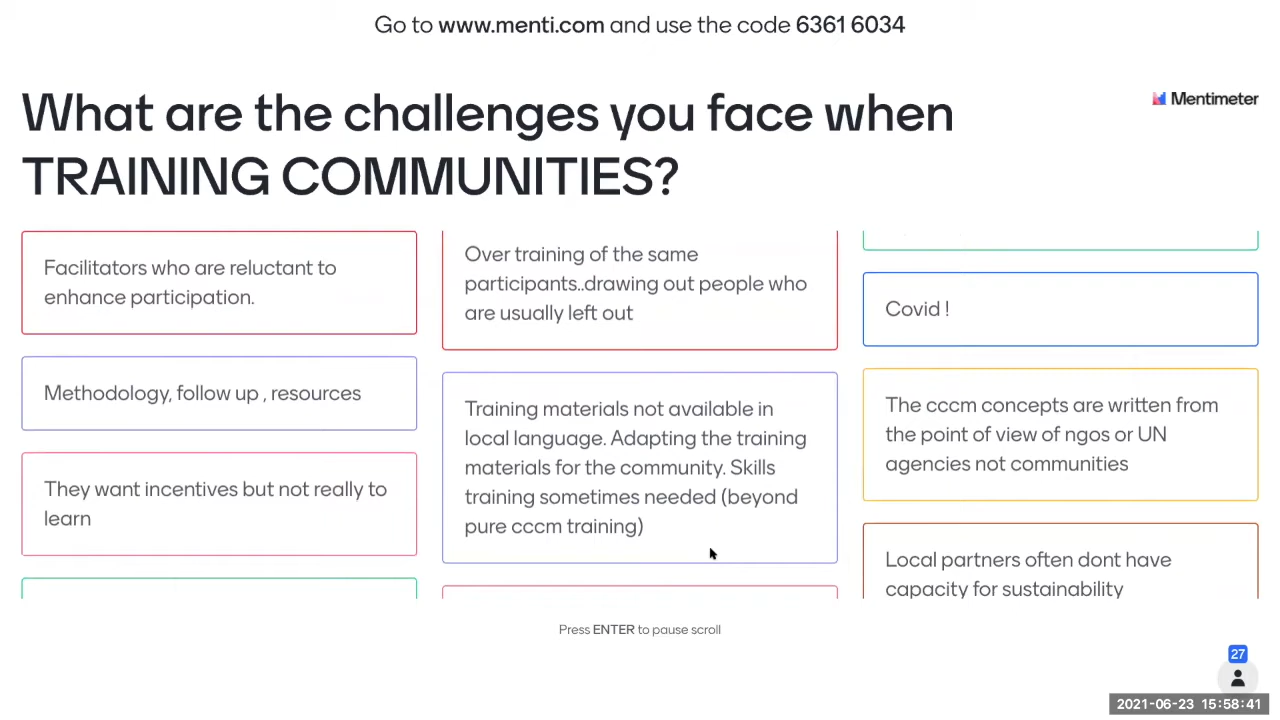 Go to www.menti.com and use the code 6361 6034
What are the challenges you face when
TRAINING COMMUNITIES?
Mentimeter
Facilitators who are reluctant to
enhance participation.
Methodology, follow up , resources
They want incentives but not really to
learn
Over training of the same
participants..drawing out people who
are usually left out
Training materials not available in
local language. Adapting the training
materials for the community. Skills
training sometimes needed (beyond
pure cccm training)
Covid !
The cccm concepts are written from
the point of view of ngos or UN
agencies not communities
Local partners often dont have
capacity for sustainability
Press ENTER to pause scroll
27
2021-06-23 15:58:41